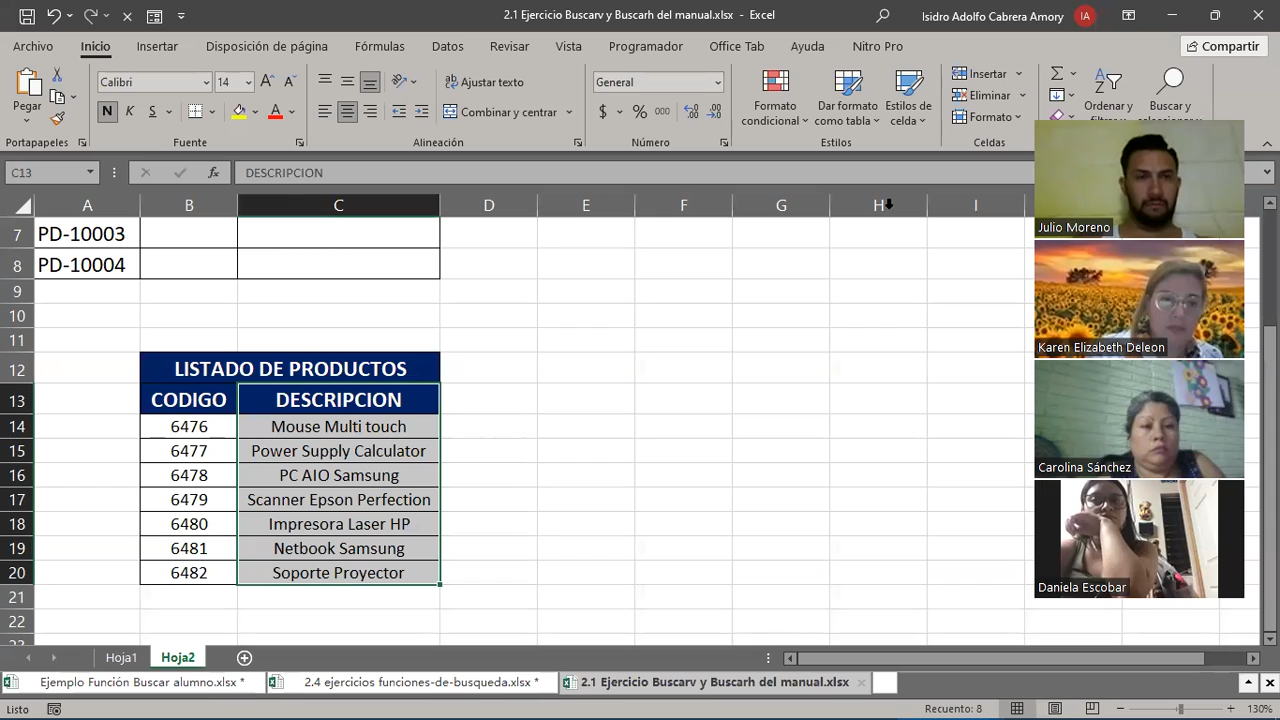 2.1 Ejercicio Buscarv y Buscarh del manual.xlsx - Excel
Isidro Adolfo Cabrera Amory
IA
Archivo Inicio Insertar Disposición de página Fórmulas Datos Revisar Vista Programador Office Tab Ayuda Nitro Pro
Compartir
Pegar
Calibri 14
N K S
Ajustar texto
Combinar y centrar
General
$ % 000
Formato condicional
Dar formato como tabla
Estilos de celda
Insertar
Eliminar
Formato
Ordenar y filtrar
Buscar y
Portapapeles Fuente Alineación Número Estilos Celdas
C13 fx DESCRIPCION
A B C D E F G H I
7 PD-10003
8 PD-10004
9
10
11
12 LISTADO DE PRODUCTOS
13 CODIGO DESCRIPCION
14 6476 Mouse Multi touch
15 6477 Power Supply Calculator
16 6478 PC AIO Samsung
17 6479 Scanner Epson Perfection
18 6480 Impresora Laser HP
19 6481 Netbook Samsung
20 6482 Soporte Proyector
21
22
23
Julio Moreno
Karen Elizabeth Deleon
Carolina Sánchez
Daniela Escobar
Hoja1 Hoja2
Ejemplo Función Buscar alumno.xlsx * 2.4 ejercicios funciones-de-busqueda.xlsx * 2.1 Ejercicio Buscarv y Buscarh del manual.xlsx
Listo Recuento: 8 130%